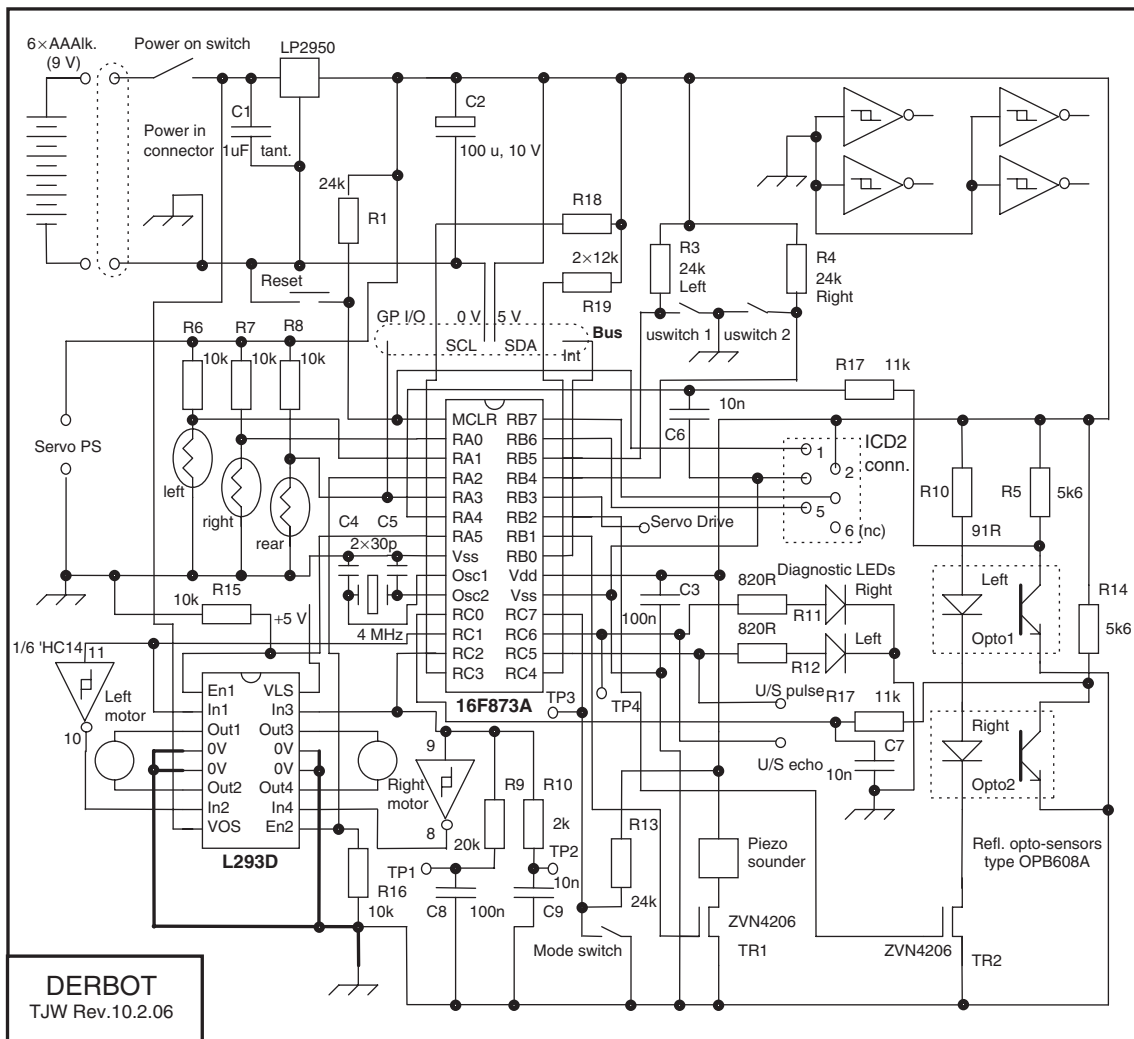 6×AAAlk.
(9 V)
Power on switch
LP2950
C1
1uF tant.
C2
100 u, 10 V
Power in
connector
24k
R1
R18
2×12k
R19
R3
24k
Left
R4
24k
Right
Reset
GP I/O
0 V
5 V
Bus
SCL
SDA
Int
uswitch 1
uswitch 2
R6
R7
R8
10k
10k
10k
R17
11k
10n
C6
Servo PS
left
right
rear
MCLR
RA0
RA1
RA2
RA3
RA4
RA5
Vss
Osc1
Osc2
RC0
RC1
RC2
RC3
RB7
RB6
RB5
RB4
RB3
RB2
RB1
RB0
Vdd
Vss
RC7
RC6
RC5
RC4
16F873A
1
2
5
6 (nc)
ICD2
conn.
R10
91R
R5
5k6
Servo Drive
C4
C5
2×30p
4 MHz
R15
10k
+5 V
C3
100n
Diagnostic LEDs
820R
R11
Right
820R
R12
Left
Left
Opto1
R14
5k6
1/6 'HC14
11
Left
motor
10
En1
In1
Out1
0V
0V
Out2
In2
VOS
VLS
In3
Out3
0V
0V
Out4
In4
En2
L293D
TP3
TP4
U/S pulse
R17
11k
U/S echo
C7
10n
Right
Opto2
9
Right
motor
8
R9
20k
R10
2k
TP1
TP2
R16
10k
C8
100n
10n
C9
R13
24k
Piezo
sounder
Refl. opto-sensors
type OPB608A
Mode switch
ZVN4206
TR1
ZVN4206
TR2
DERBOT
TJW Rev.10.2.06